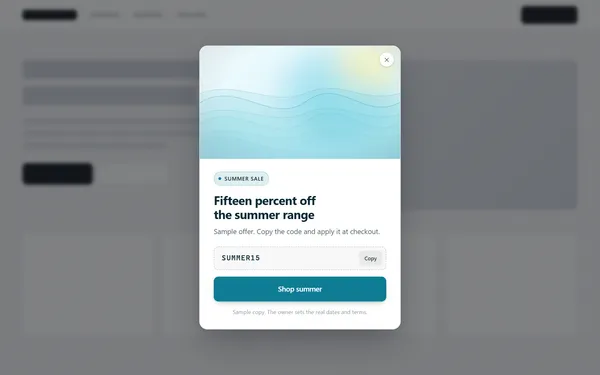 SUMMER SALE
Fifteen percent off
the summer range
Sample offer. Copy the code and apply it at checkout.
SUMMER15
Copy
Shop summer
Sample copy. The owner sets the real dates and terms.